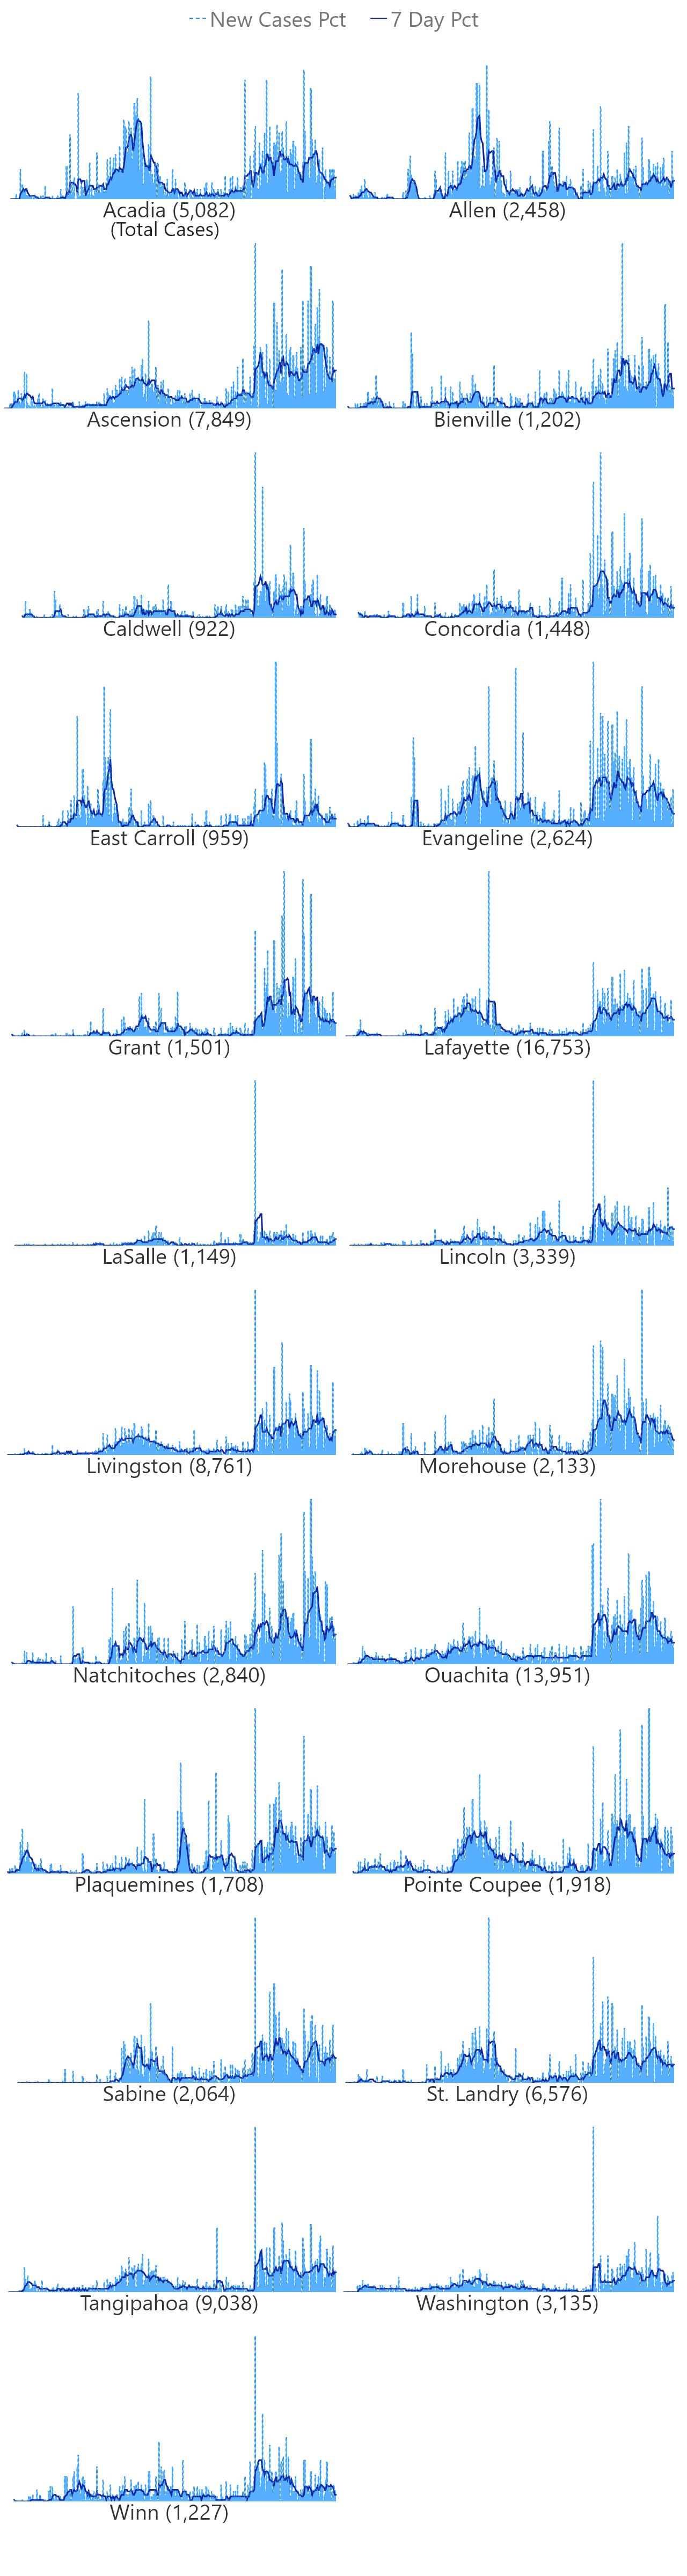 New Cases Pct 7 Day Pct
Acadia (5,082) Allen (2,458)
(Total Cases)
Ascension (7,849) Bienville (1,202)
Caldwell (922) Concordia (1,448)
East Carroll (959) Evangeline (2,624)
Grant (1,501) Lafayette (16,753)
LaSalle (1,149) Lincoln (3,339)
Livingston (8,761) Morehouse (2,133)
Natchitoches (2,840) Ouachita (13,951)
Plaquemines (1,708) Pointe Coupee (1,918)
Sabine (2,064) St. Landry (6,576)
Tangipahoa (9,038) Washington (3,135)
Winn (1,227)